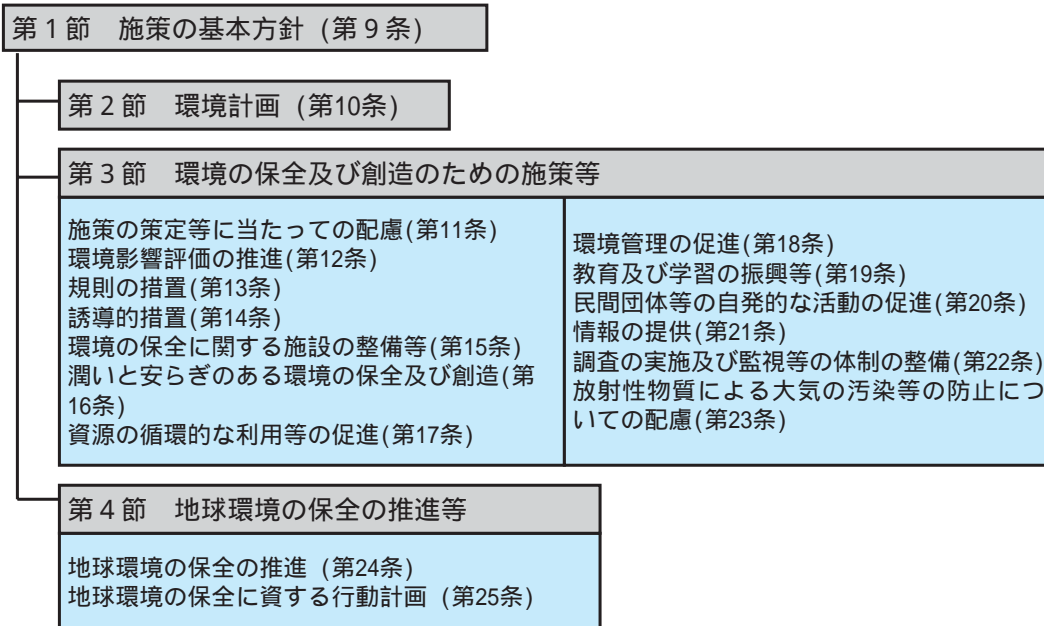 第１節　施策の基本方針 (第９条)
第２節　環境計画 (第10条)
第３節　環境の保全及び創造のための施策等
施策の策定等に当たっての配慮(第11条)
環境影響評価の推進(第12条)
規則の措置(第13条)
誘導的措置(第14条)
環境の保全に関する施設の整備等(第15条)
潤いと安らぎのある環境の保全及び創造(第
16条)
資源の循環的な利用等の促進(第17条)
環境管理の促進(第18条)
教育及び学習の振興等(第19条)
民間団体等の自発的な活動の促進(第20条)
情報の提供(第21条)
調査の実施及び監視等の体制の整備(第22条)
放射性物質による大気の汚染等の防止につ
いての配慮(第23条)
第４節　地球環境の保全の推進等
地球環境の保全の推進 (第24条)
地球環境の保全に資する行動計画 (第25条)